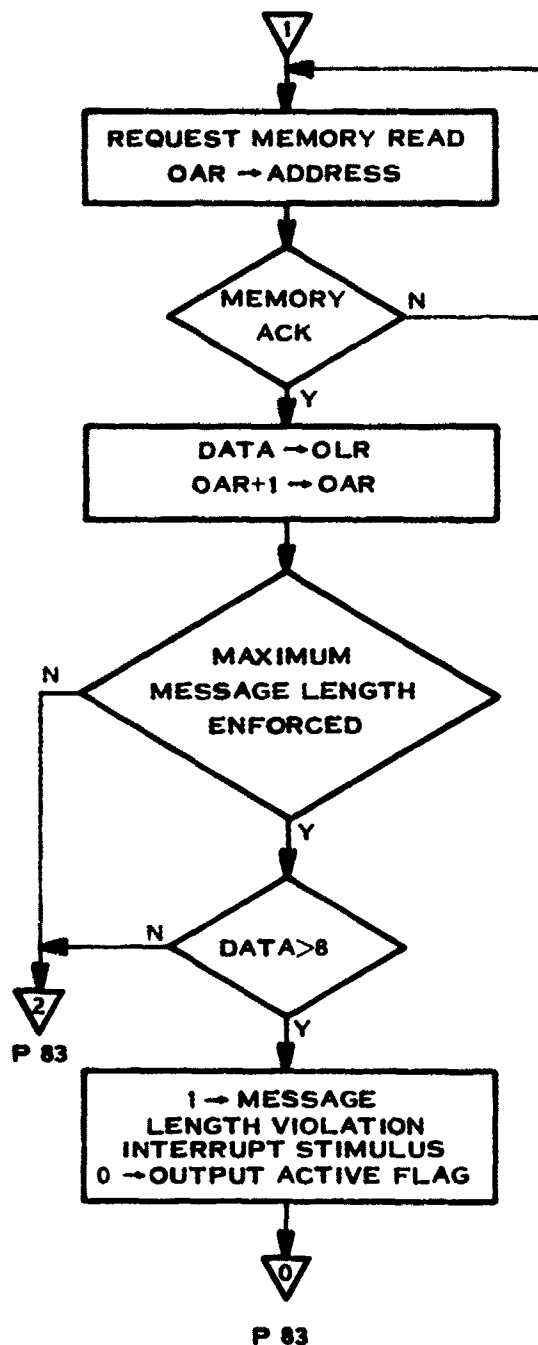 1
REQUEST MEMORY READ
OAR → ADDRESS
MEMORY
ACK
N
Y
DATA → OLR
OAR+1 → OAR
MAXIMUM
MESSAGE LENGTH
ENFORCED
N
Y
DATA>8
N
Y
2
P 83
1 → MESSAGE
LENGTH VIOLATION
INTERRUPT STIMULUS
0 → OUTPUT ACTIVE FLAG
0
P 83